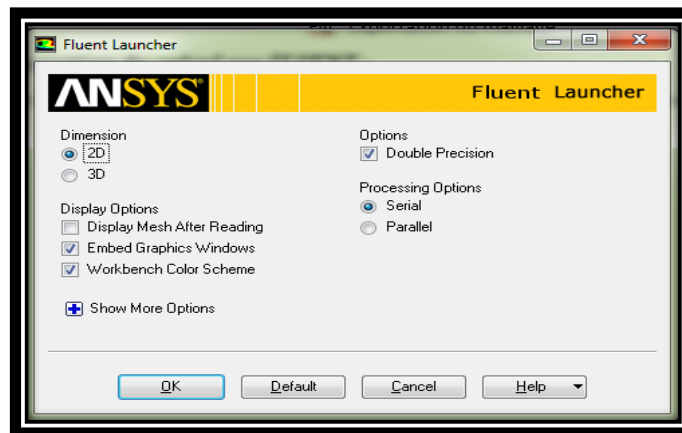 Fluent Launcher
ANSYS
Fluent Launcher
Dimension
2D
3D
Display Options
Display Mesh After Reading
Embed Graphics Windows
Workbench Color Scheme
Show More Options
Options
Double Precision
Processing Options
Serial
Parallel
OK
Default
Cancel
Help